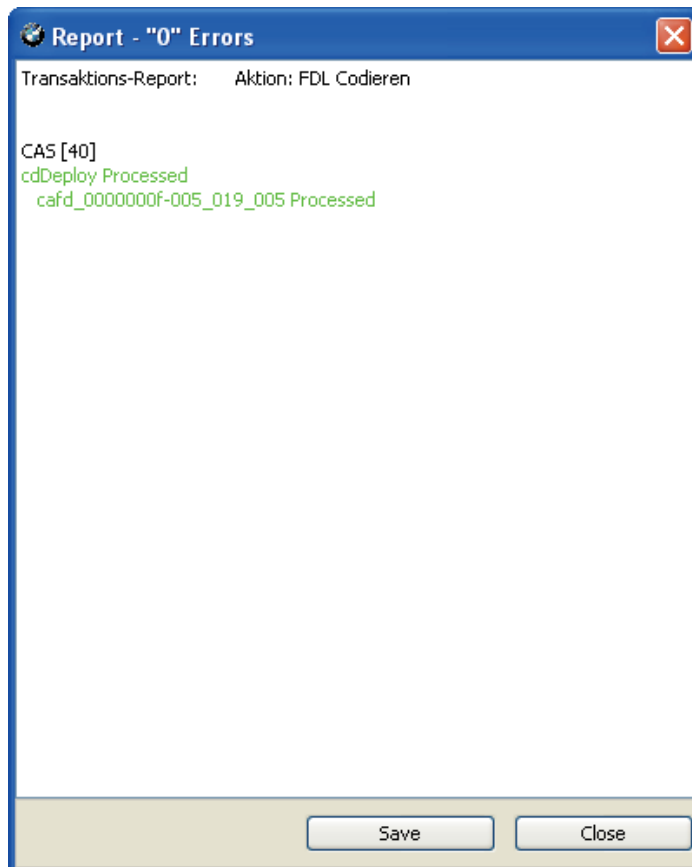 Report - "0" Errors
Transaktions-Report: Aktion: FDL Codieren
CAS [40]
cdDeploy Processed
cafd_0000000f-005_019_005 Processed
Save Close